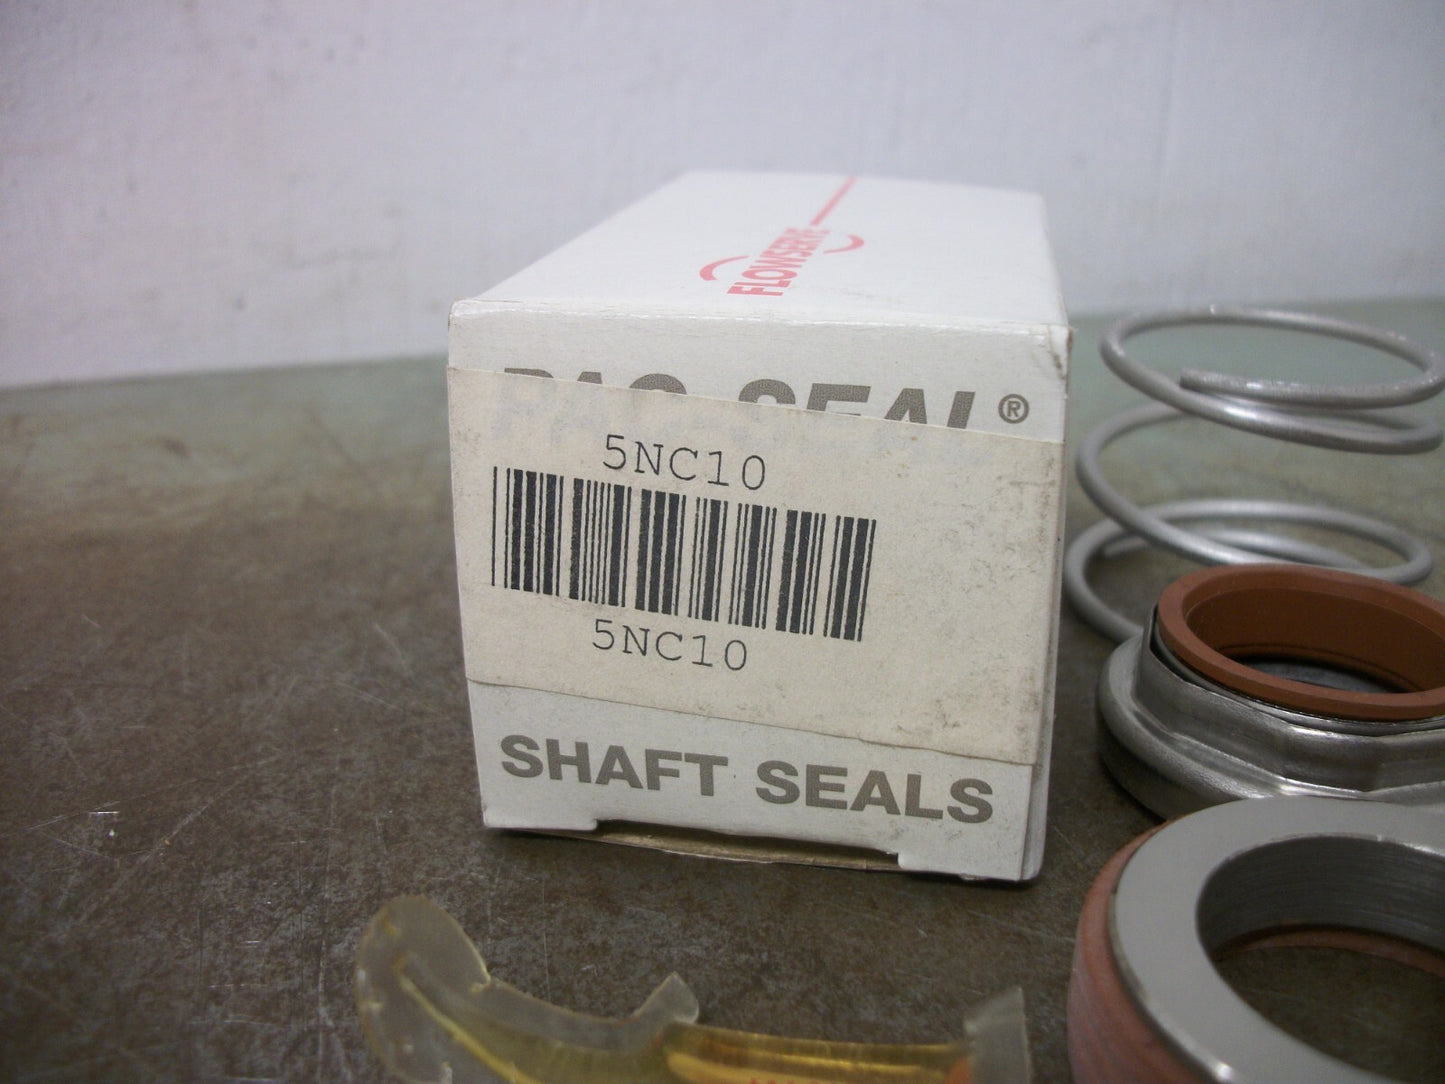 FLOWSERVE
PAC-SEAL®
5NC10
5NC10
SHAFT SEALS